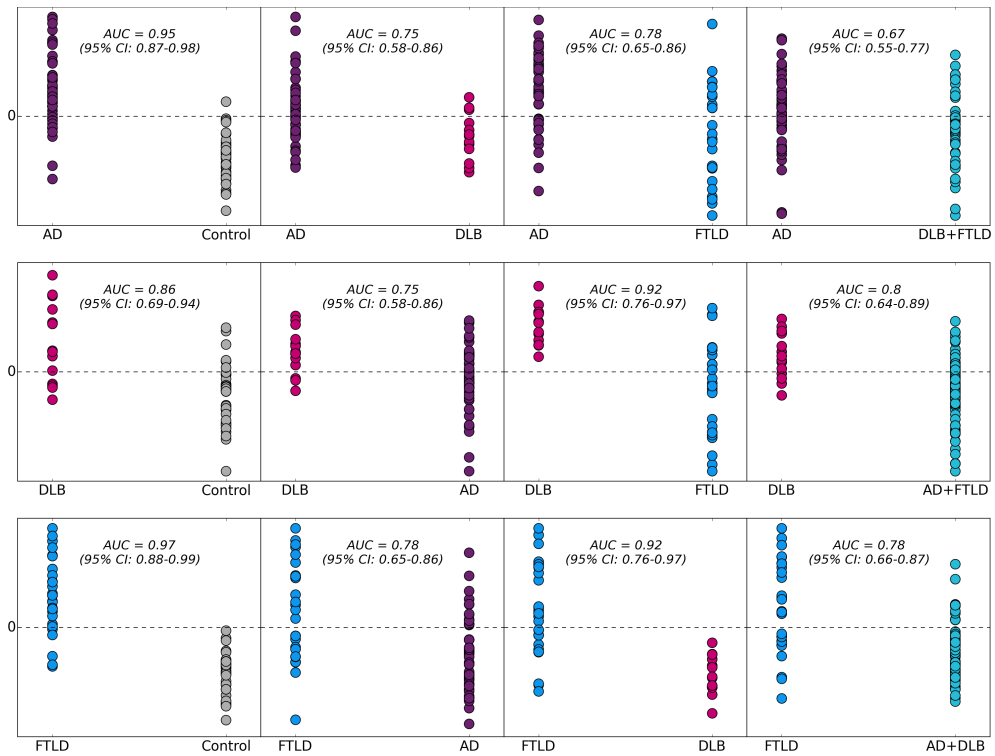 AUC = 0.95
(95% CI: 0.87-0.98)
AUC = 0.75
(95% CI: 0.58-0.86)
AUC = 0.78
(95% CI: 0.65-0.86)
AUC = 0.67
(95% CI: 0.55-0.77)
0
AD Control AD DLB AD FTLD AD DLB+FTLD
AUC = 0.86
(95% CI: 0.69-0.94)
AUC = 0.75
(95% CI: 0.58-0.86)
AUC = 0.92
(95% CI: 0.76-0.97)
AUC = 0.8
(95% CI: 0.64-0.89)
0
DLB Control DLB AD DLB FTLD DLB AD+FTLD
AUC = 0.97
(95% CI: 0.88-0.99)
AUC = 0.78
(95% CI: 0.65-0.86)
AUC = 0.92
(95% CI: 0.76-0.97)
AUC = 0.78
(95% CI: 0.66-0.87)
0
FTLD Control FTLD AD FTLD DLB FTLD AD+DLB